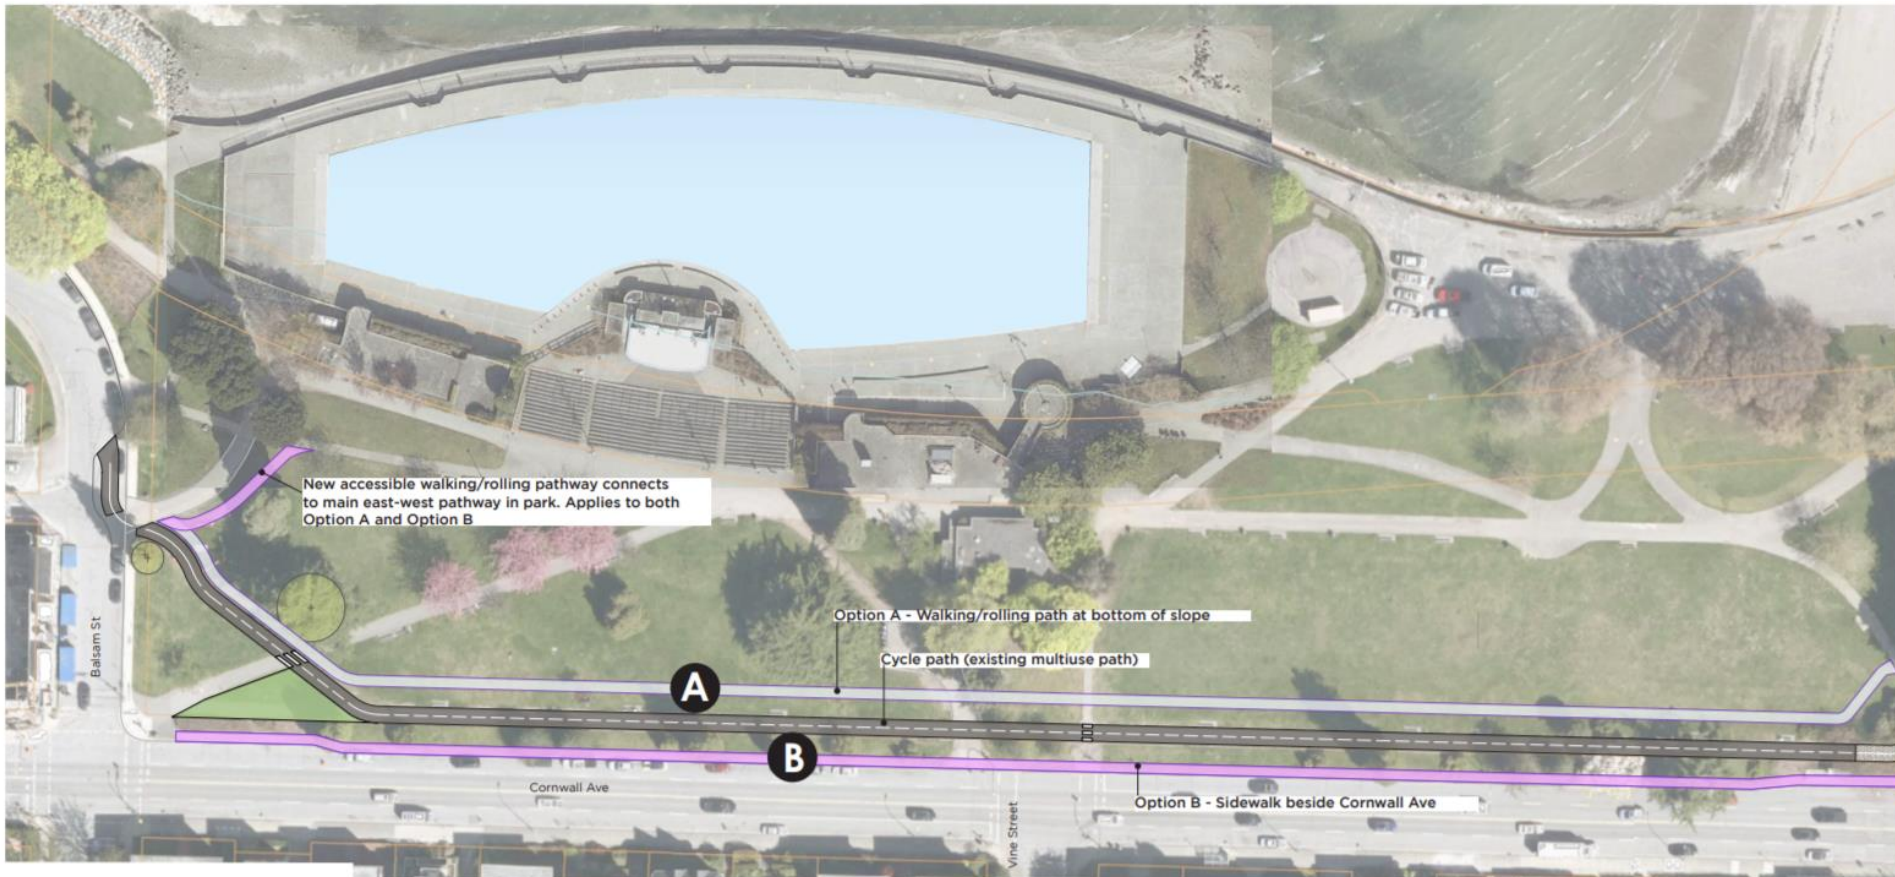 New accessible walking/rolling pathway connects
to main east-west pathway in park. Applies to both
Option A and Option B
Option A - Walking/rolling path at bottom of slope
Cycle path (existing multiuse path)
A
B
Balsam St
Cornwall Ave
Option B - Sidewalk beside Cornwall Ave
Vine Street